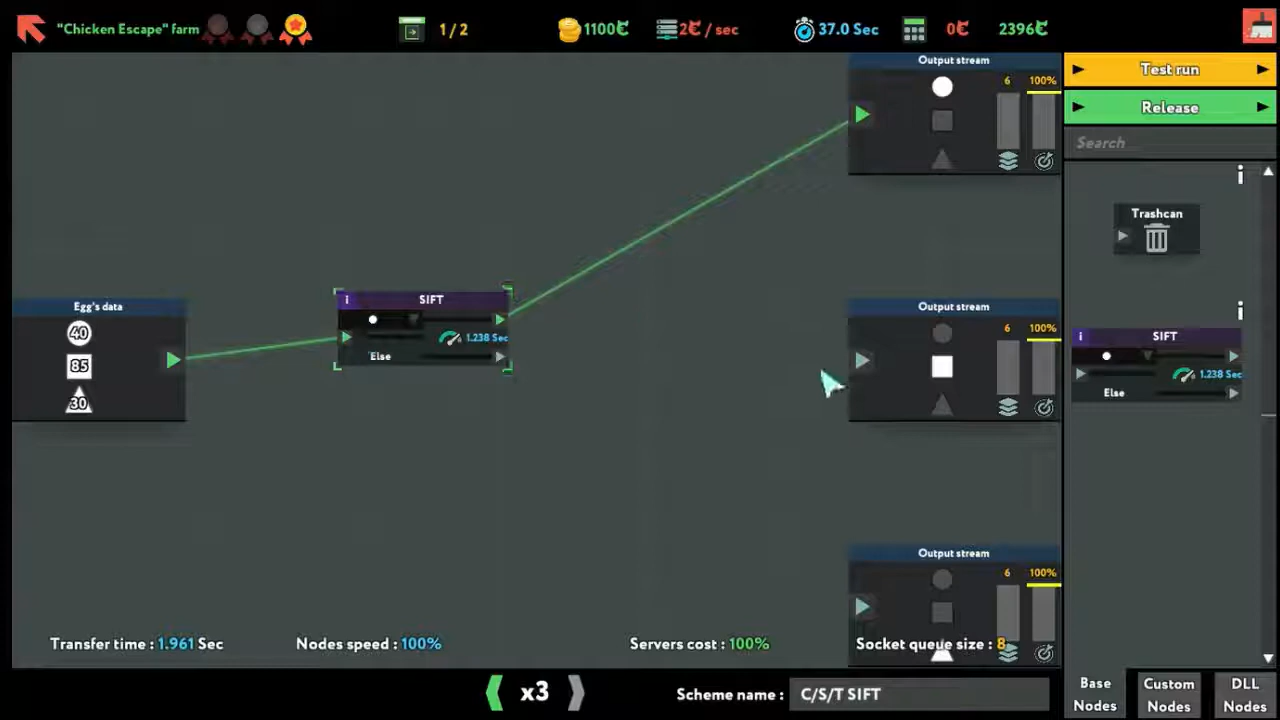 "Chicken Escape" farm
1 / 2
1100₠
2₠ / sec
37.0 Sec
0₠
2396₠
Test run
Release
Search
Trashcan
SIFT
1.238 Sec
Else
Output stream
6
100%
Egg's data
40
85
30
SIFT
1.238 Sec
Else
Output stream
6
100%
Output stream
6
100%
Transfer time : 1.961 Sec
Nodes speed : 100%
Servers cost : 100%
Socket queue size : 8
x3
Scheme name :
C/S/T SIFT
Base Nodes
Custom Nodes
DLL Nodes